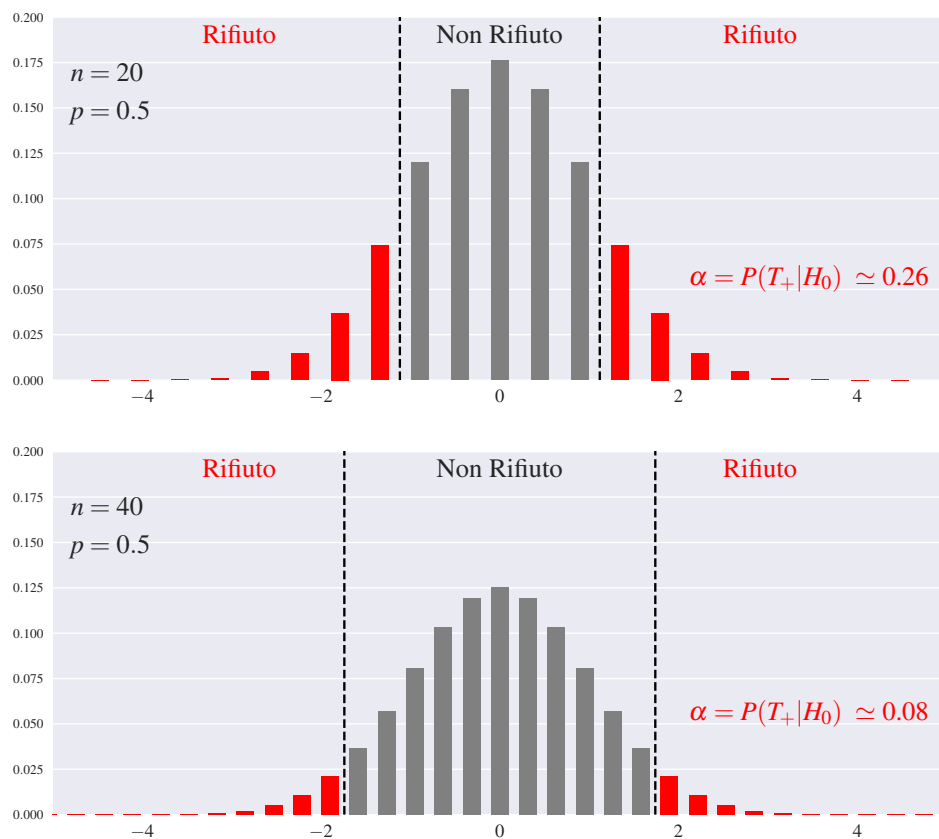 0.200
Rifiuto Non Rifiuto Rifiuto
0.175
n = 20
0.150
p = 0.5
0.125
0.100
0.075
α = P(T₊|H₀) ≃ 0.26
0.050
0.025
0.000
−4 −2 0 2 4
0.200
Rifiuto Non Rifiuto Rifiuto
0.175
n = 40
0.150
p = 0.5
0.125
0.100
0.075
α = P(T₊|H₀) ≃ 0.08
0.050
0.025
0.000
−4 −2 0 2 4